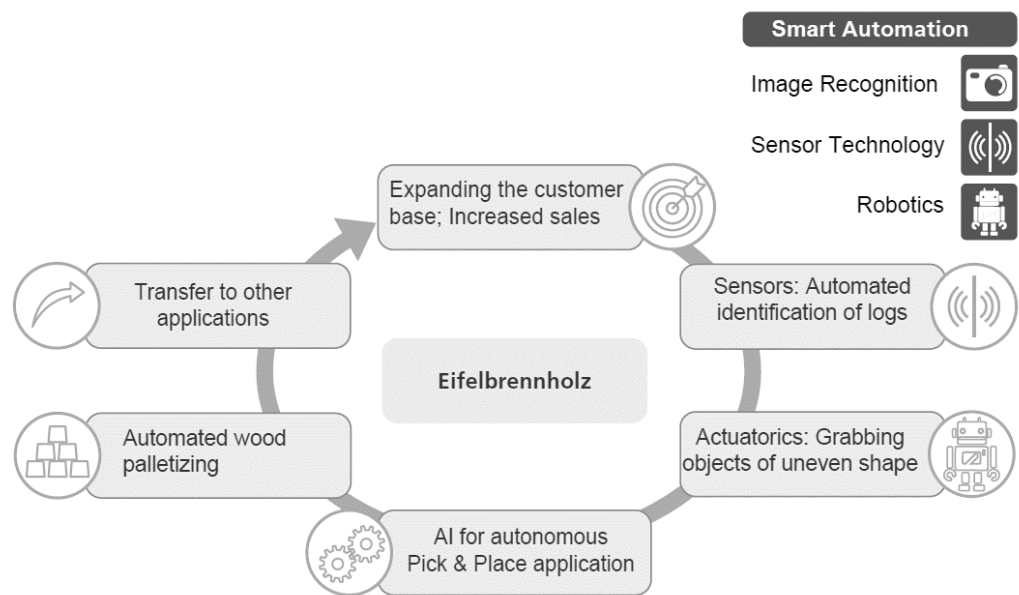 Smart Automation
Image Recognition
Sensor Technology
Robotics
Expanding the customer
base; Increased sales
Sensors: Automated
identification of logs
Actuatorics: Grabbing
objects of uneven shape
AI for autonomous
Pick & Place application
Automated wood
palletizing
Transfer to other
applications
Eifelbrennholz